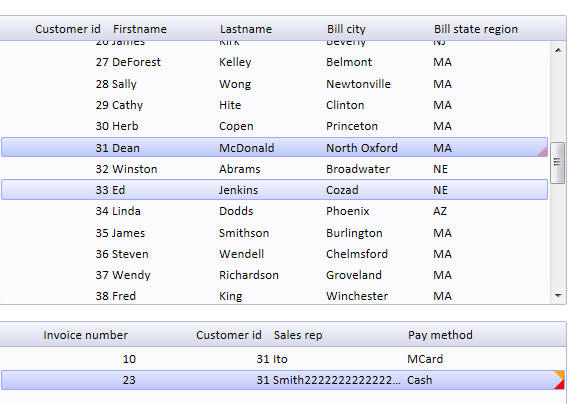 Customer id Firstname Lastname Bill city Bill state region
26 James Kirk Beverly NJ
27 DeForest Kelley Belmont MA
28 Sally Wong Newtonville MA
29 Cathy Hite Clinton MA
30 Herb Copen Princeton MA
31 Dean McDonald North Oxford MA
32 Winston Abrams Broadwater NE
33 Ed Jenkins Cozad NE
34 Linda Dodds Phoenix AZ
35 James Smithson Burlington MA
36 Steven Wendell Chelmsford MA
37 Wendy Richardson Groveland MA
38 Fred King Winchester MA
Invoice number Customer id Sales rep Pay method
10 31 Ito MCard
23 31 Smith2222222222222... Cash